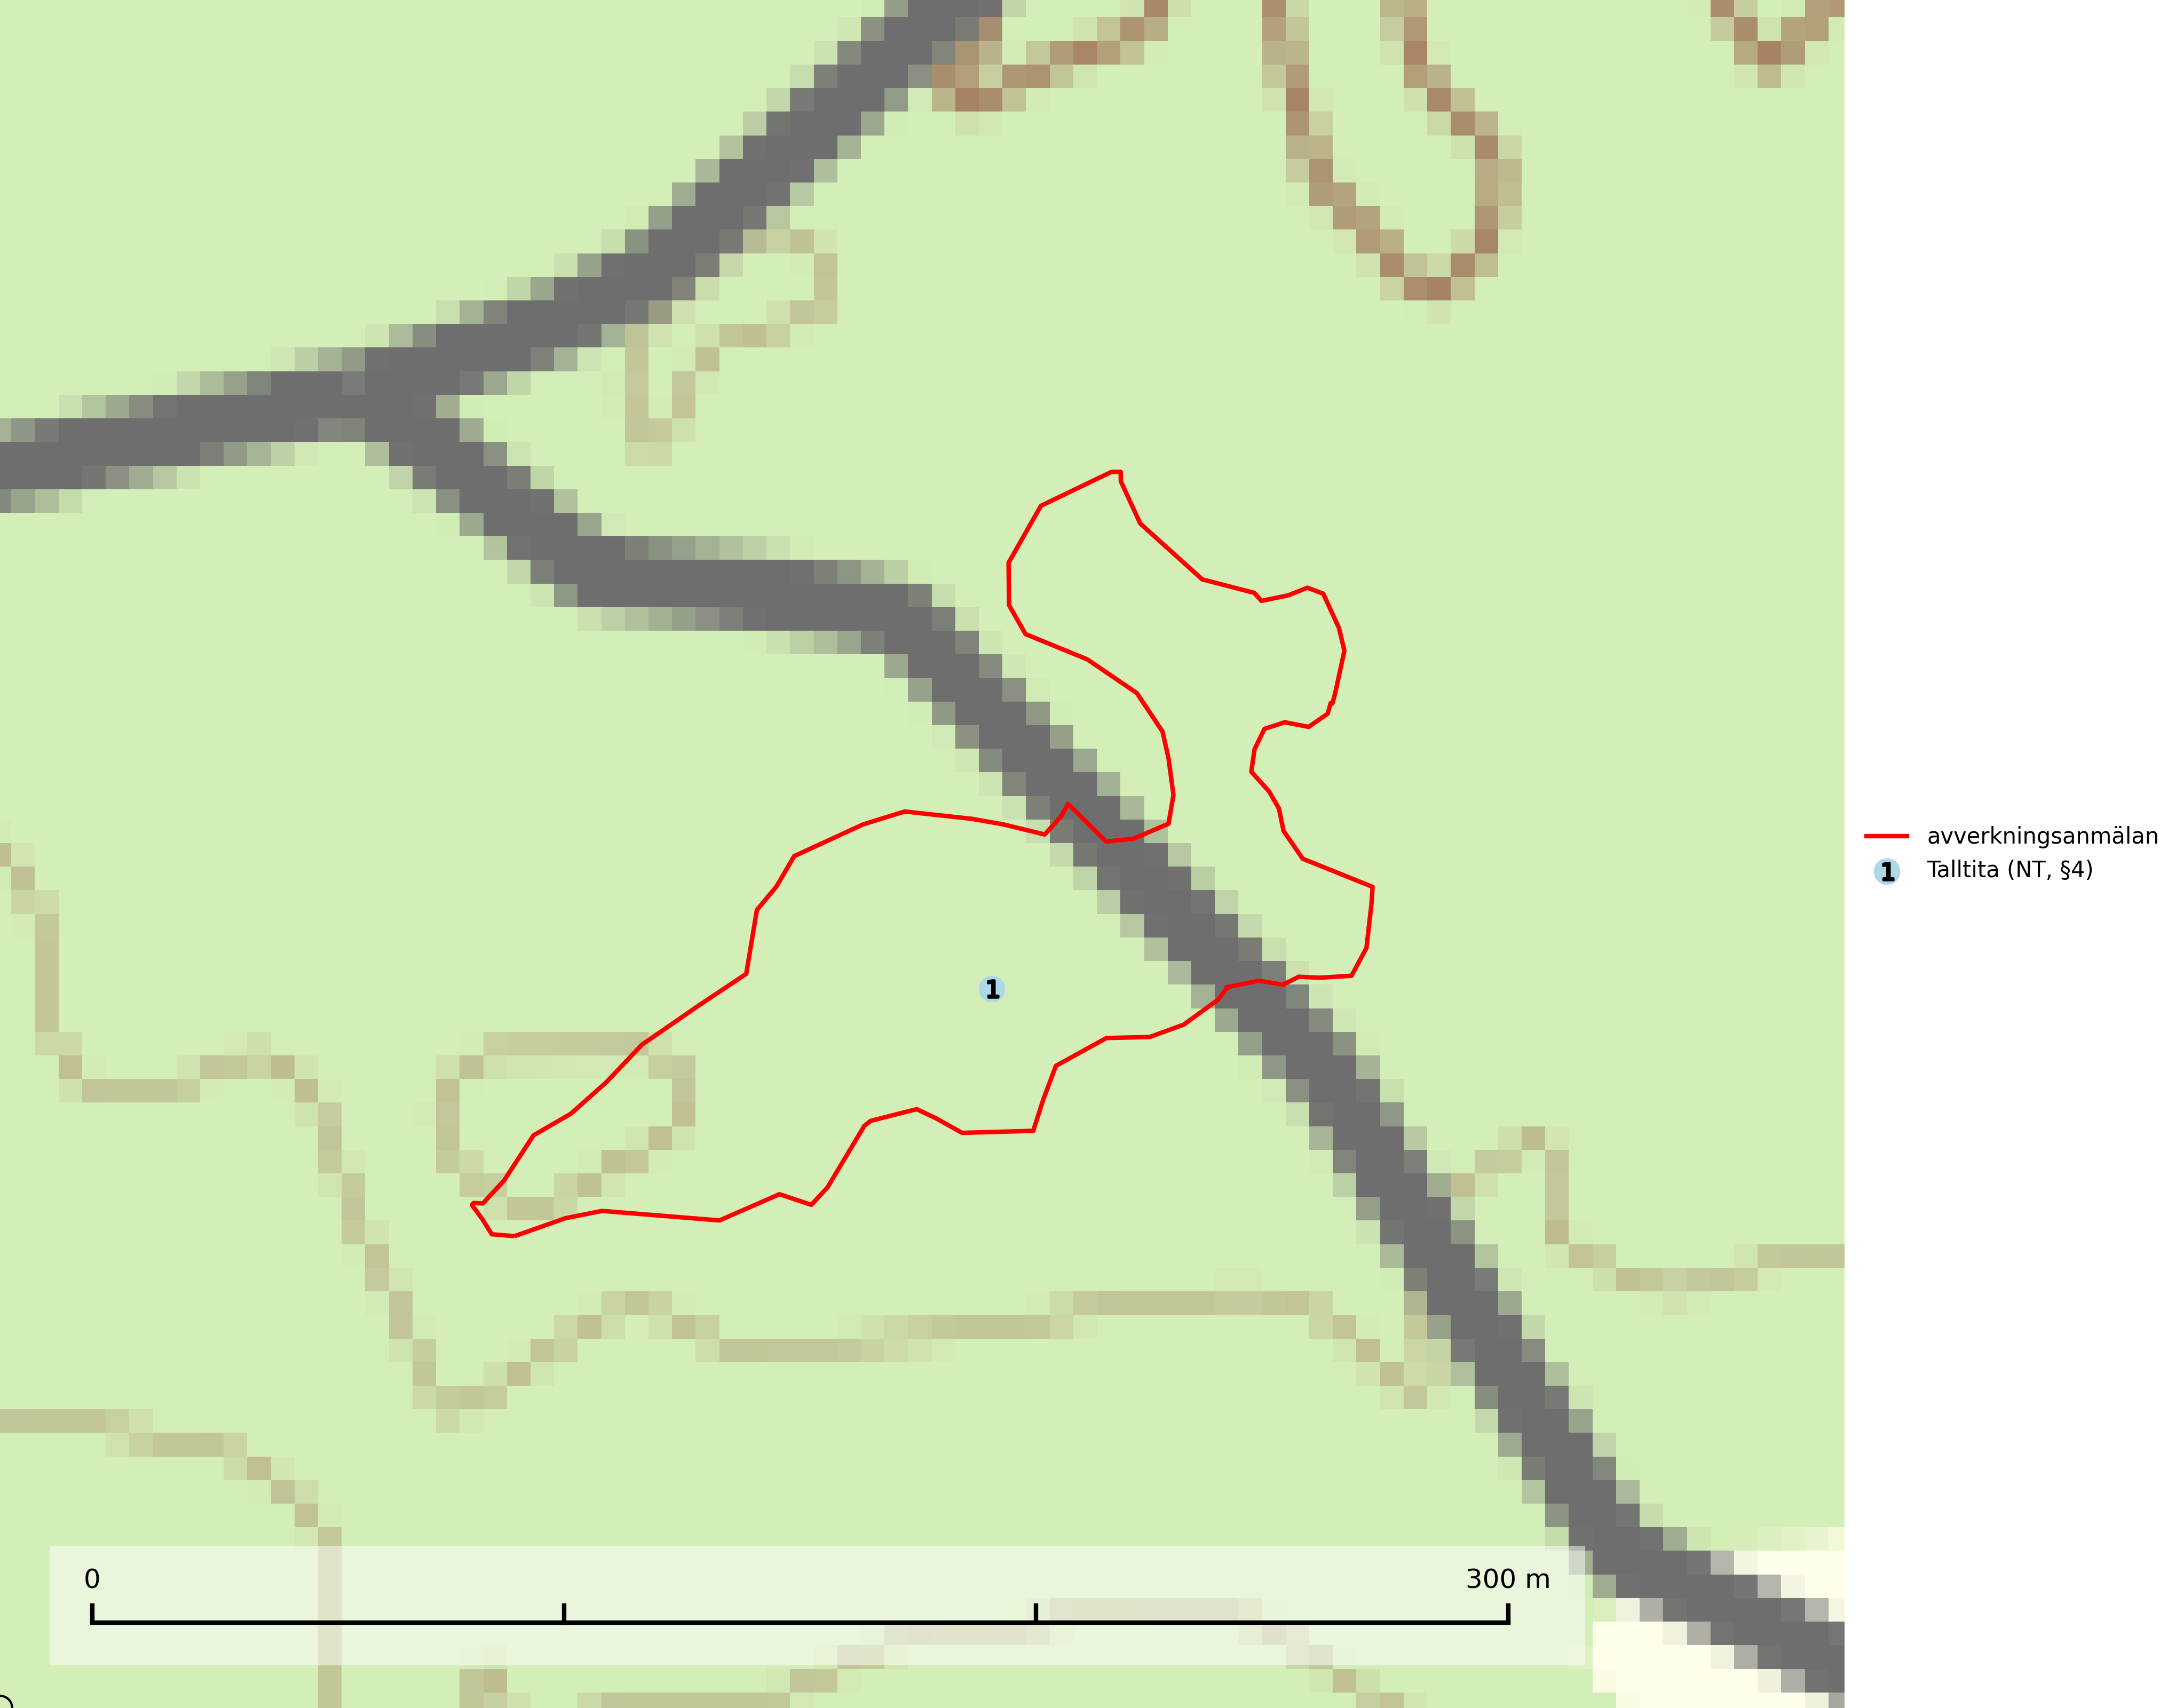 avverkningsanmälan
1 Talltita (NT, §4)
1
0 300 m